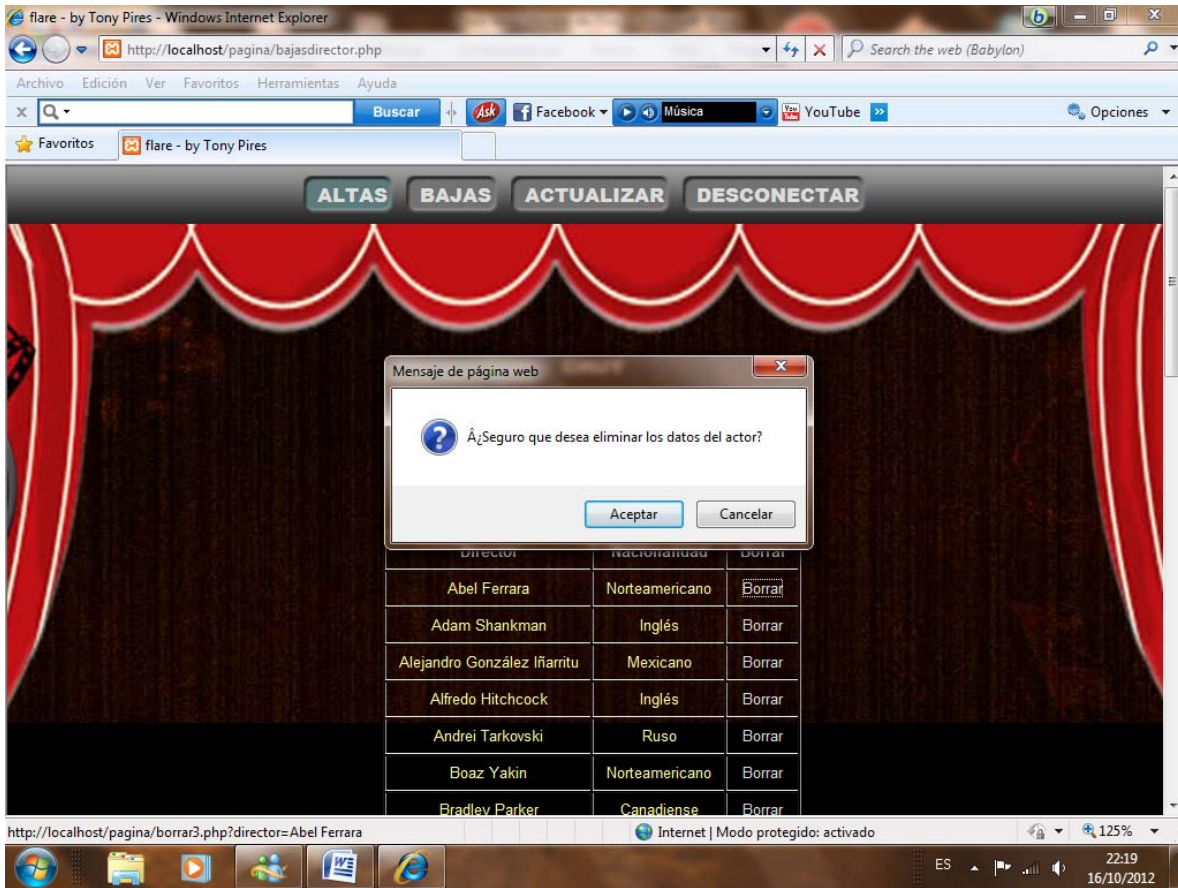 flare - by Tony Pires - Windows Internet Explorer
http://localhost/pagina/bajasdirector.php
Search the web (Babylon)
Archivo Edición Ver Favoritos Herramientas Ayuda
x Buscar Ask Facebook Música YouTube >> Opciones
Favoritos flare - by Tony Pires
ALTAS BAJAS ACTUALIZAR DESCONECTAR
Mensaje de página web
Â¿Seguro que desea eliminar los datos del actor?
Aceptar Cancelar
Director Nacionalidad Borrar
Abel Ferrara Norteamericano Borrar
Adam Shankman Inglés Borrar
Alejandro González Iñarritu Mexicano Borrar
Alfredo Hitchcock Inglés Borrar
Andrei Tarkovski Ruso Borrar
Boaz Yakin Norteamericano Borrar
Bradley Parker Canadiense Borrar
http://localhost/pagina/borrar3.php?director=Abel Ferrara Internet | Modo protegido: activado 125%
ES 22:19
16/10/2012